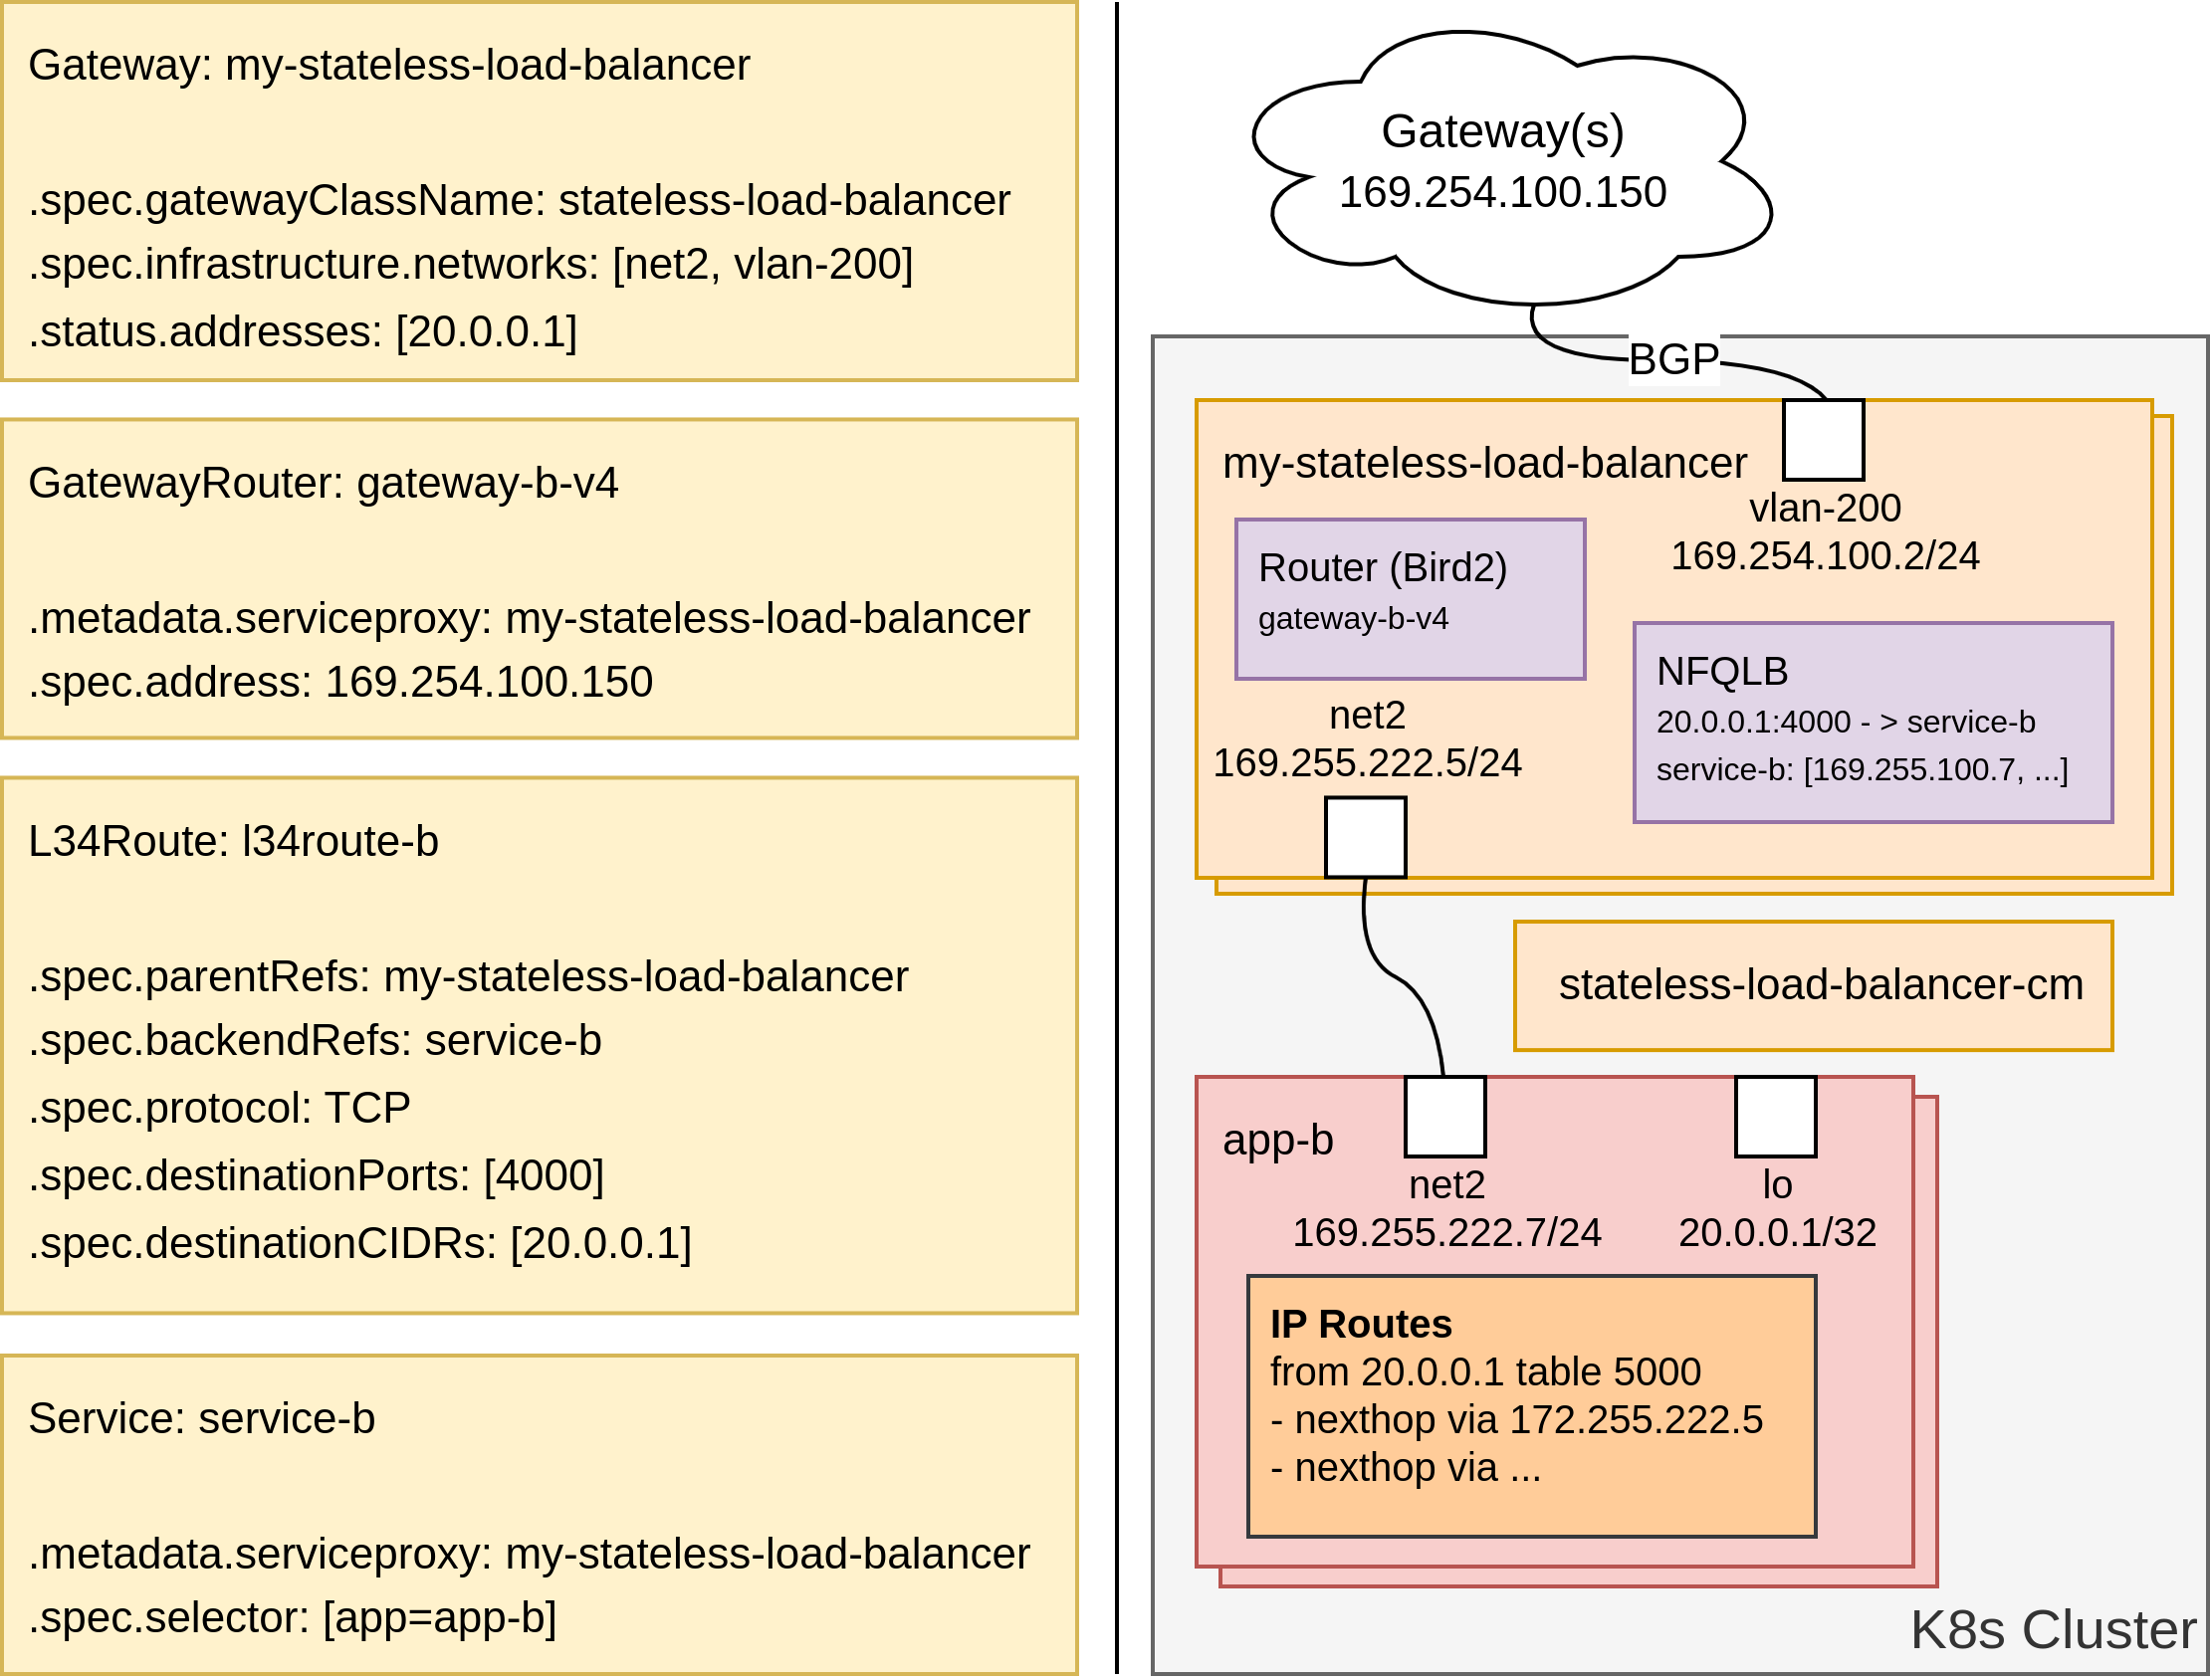 Gateway: my-stateless-load-balancer
.spec.gatewayClassName: stateless-load-balancer
.spec.infrastructure.networks: [net2, vlan-200]
.status.addresses: [20.0.0.1]
GatewayRouter: gateway-b-v4
.metadata.serviceproxy: my-stateless-load-balancer
.spec.address: 169.254.100.150
L34Route: l34route-b
.spec.parentRefs: my-stateless-load-balancer
.spec.backendRefs: service-b
.spec.protocol: TCP
.spec.destinationPorts: [4000]
.spec.destinationCIDRs: [20.0.0.1]
Service: service-b
.metadata.serviceproxy: my-stateless-load-balancer
.spec.selector: [app=app-b]
Gateway(s)
169.254.100.150
BGP
my-stateless-load-balancer
vlan-200
169.254.100.2/24
Router (Bird2)
gateway-b-v4
NFQLB
20.0.0.1:4000 - > service-b
service-b: [169.255.100.7, ...]
net2
169.255.222.5/24
stateless-load-balancer-cm
app-b
net2
169.255.222.7/24
lo
20.0.0.1/32
IP Routes
from 20.0.0.1 table 5000
- nexthop via 172.255.222.5
- nexthop via ...
K8s Cluster